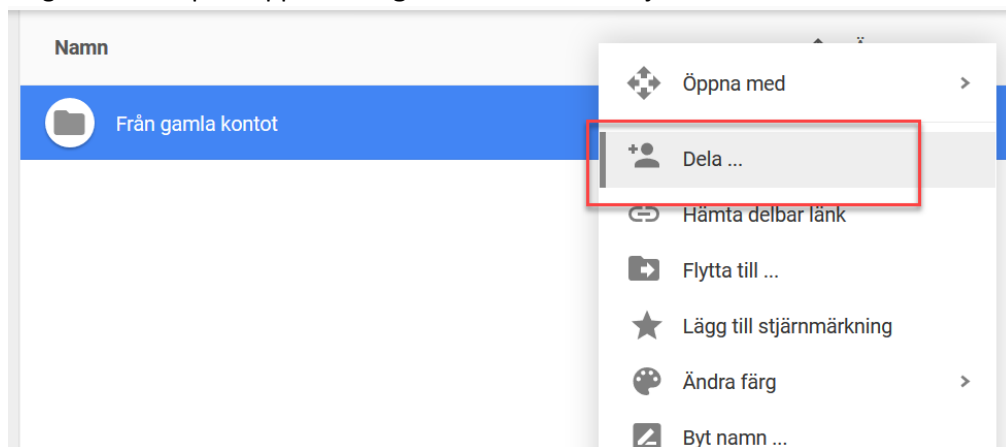 Namn
Öppna med
Från gamla kontot
Dela ...
Hämta delbar länk
Flytta till ...
Lägg till stjärnmärkning
Ändra färg
Byt namn ...